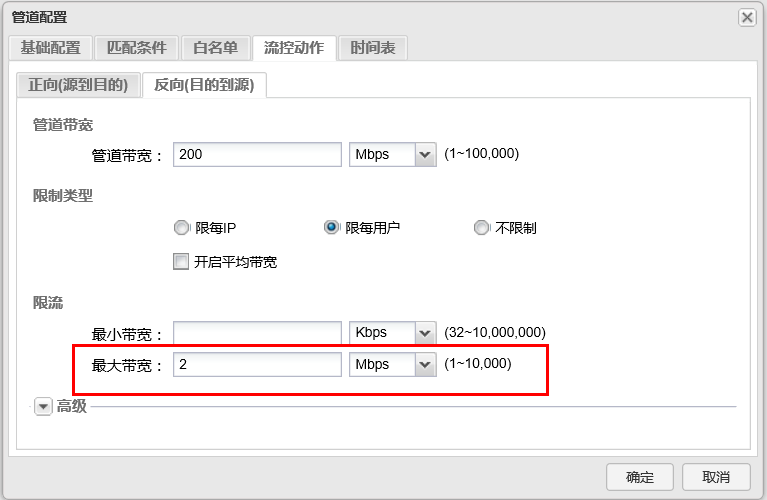 管道配置
基础配置 匹配条件 白名单 流控动作 时间表
正向(源到目的) 反向(目的到源)
管道带宽
管道带宽： 200 Mbps (1~100,000)
限制类型
限每IP 限每用户 不限制
开启平均带宽
限流
最小带宽： Kbps (32~10,000,000)
最大带宽： 2 Mbps (1~10,000)
高级
确定 取消